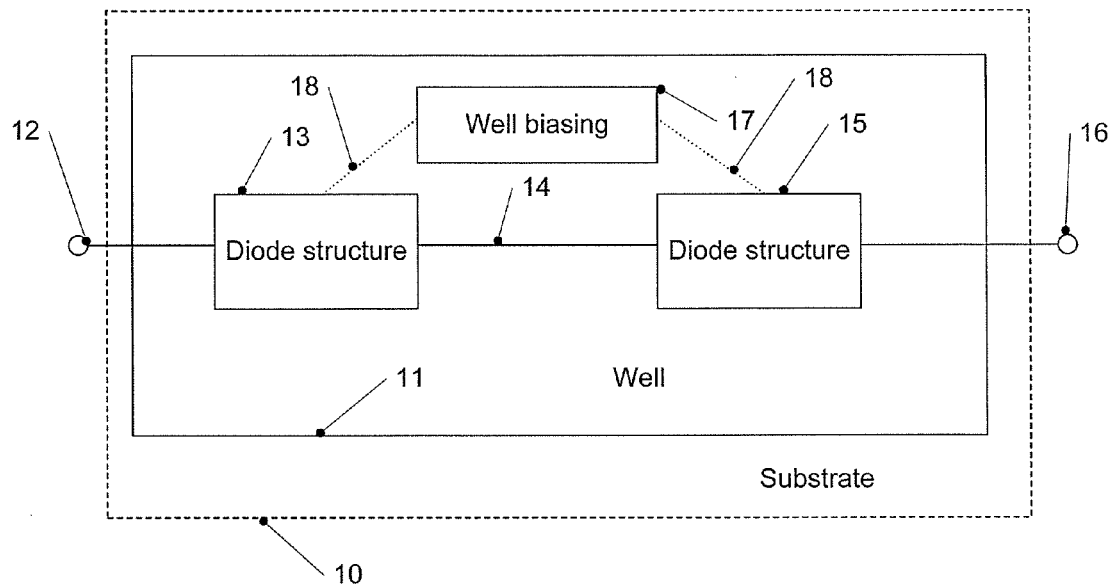 18
18
12
13
Well biasing
17
15
16
14
Diode structure
Diode structure
11
Well
Substrate
10